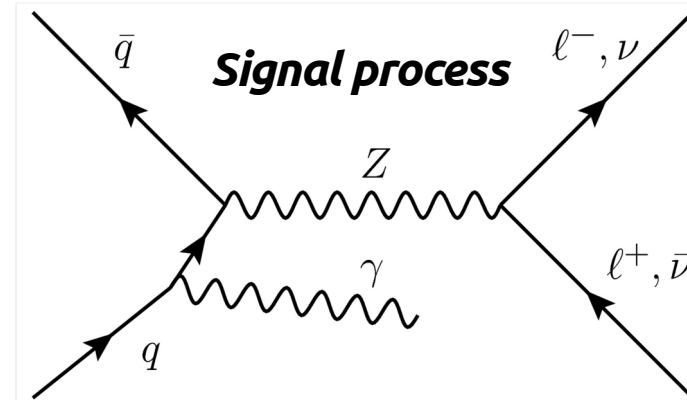 q̄
ℓ⁻, ν
Signal process
Z
ℓ⁺, ν̄
γ
q